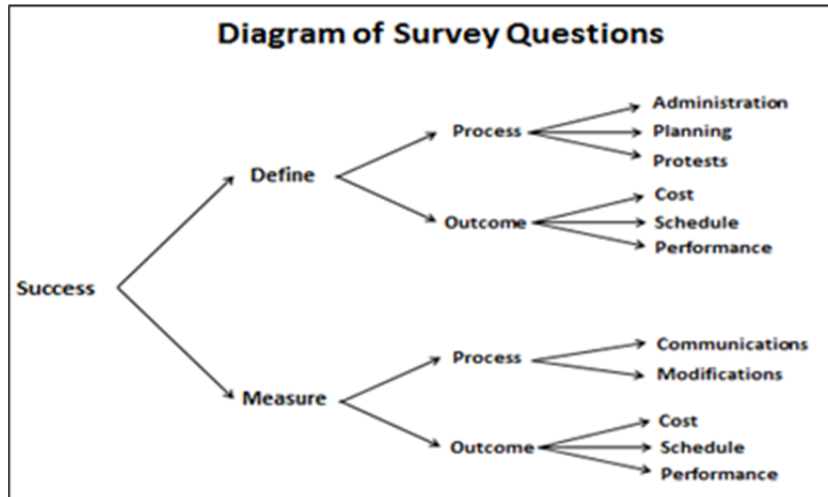 Diagram of Survey Questions
Administration
Process
Planning
Protests
Define
Cost
Outcome
Schedule
Performance
Success
Communications
Process
Modifications
Measure
Cost
Outcome
Schedule
Performance